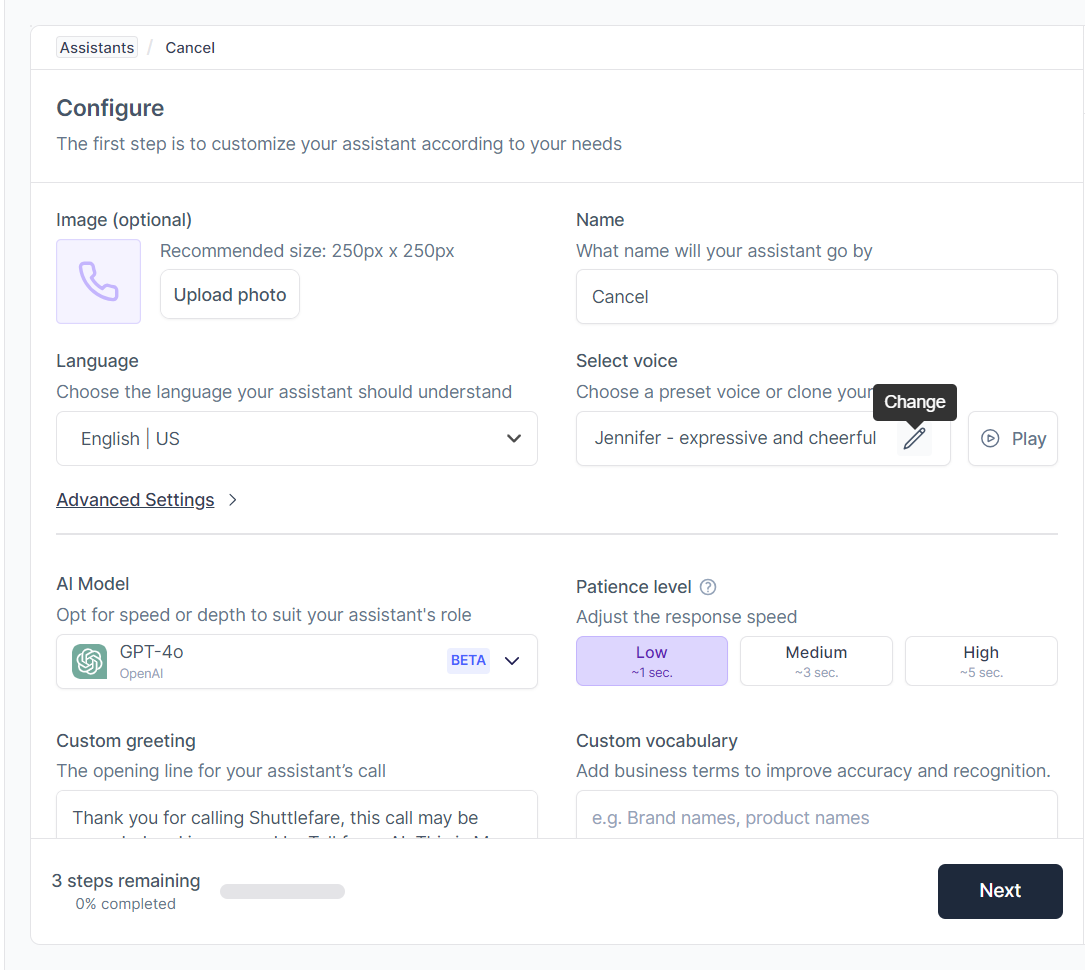 Assistants / Cancel
Configure
The first step is to customize your assistant according to your needs
Image (optional)
Recommended size: 250px x 250px
Upload photo
Name
What name will your assistant go by
Cancel
Language
Choose the language your assistant should understand
English | US
Select voice
Choose a preset voice or clone your
Change
Jennifer - expressive and cheerful
Play
Advanced Settings
AI Model
Opt for speed or depth to suit your assistant's role
GPT-4o
OpenAI
BETA
Patience level
Adjust the response speed
Low
~1 sec.
Medium
~3 sec.
High
~5 sec.
Custom greeting
The opening line for your assistant’s call
Thank you for calling Shuttlefare, this call may be
Custom vocabulary
Add business terms to improve accuracy and recognition.
e.g. Brand names, product names
3 steps remaining
0% completed
Next